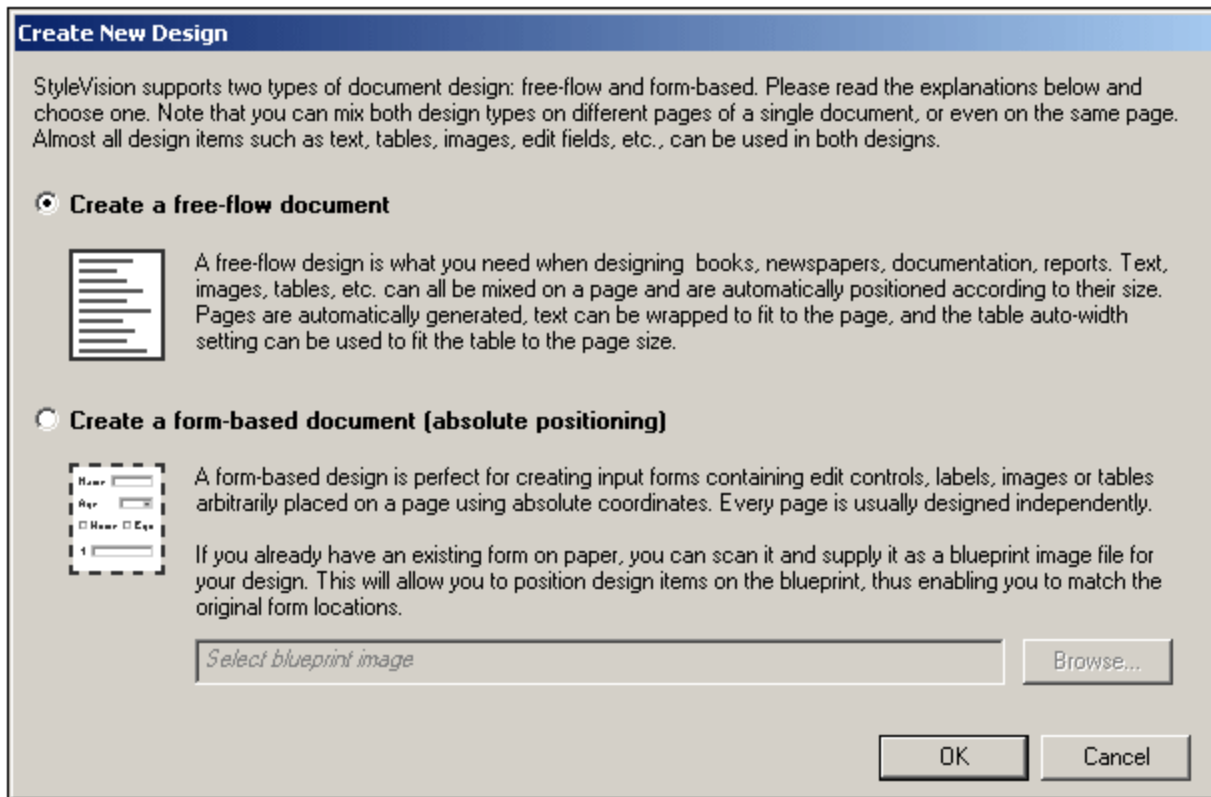 Create New Design
StyleVision supports two types of document design: free-flow and form-based. Please read the explanations below and
choose one. Note that you can mix both design types on different pages of a single document, or even on the same page.
Almost all design items such as text, tables, images, edit fields, etc., can be used in both designs.
Create a free-flow document
A free-flow design is what you need when designing books, newspapers, documentation, reports. Text,
images, tables, etc. can all be mixed on a page and are automatically positioned according to their size.
Pages are automatically generated, text can be wrapped to fit to the page, and the table auto-width
setting can be used to fit the table to the page size.
Create a form-based document (absolute positioning)
Name
Age
A form-based design is perfect for creating input forms containing edit controls, labels, images or tables
arbitrarily placed on a page using absolute coordinates. Every page is usually designed independently.
If you already have an existing form on paper, you can scan it and supply it as a blueprint image file for
your design. This will allow you to position design items on the blueprint, thus enabling you to match the
original form locations.
Select blueprint image
Browse...
OK
Cancel